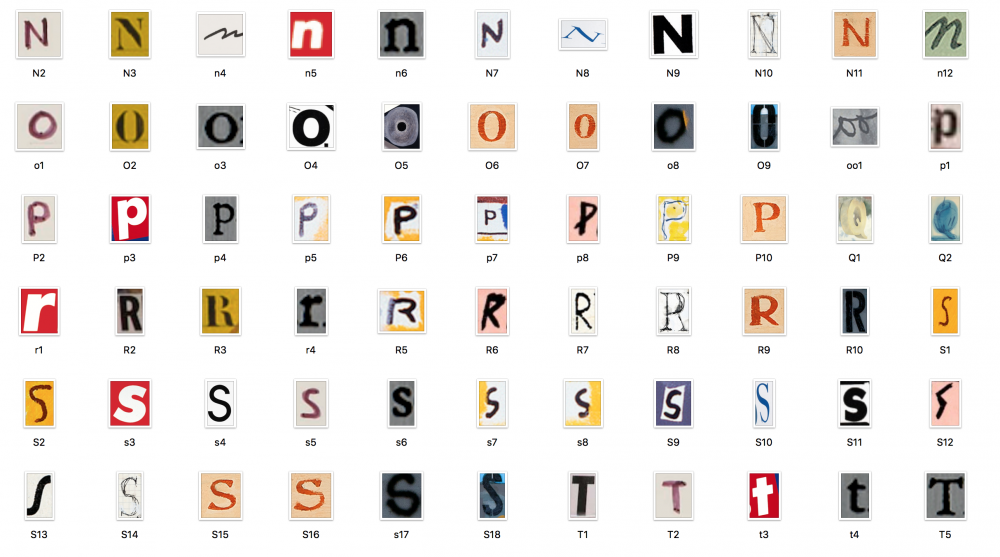 N N n n n N N N N N n
N2 N3 n4 n5 n6 N7 N8 N9 N10 N11 n12
o O o O O O O o O oo p
o1 O2 o3 O4 O5 O6 O7 o8 O9 oo1 p1
P p p P P P P P P Q Q
P2 p3 p4 p5 P6 p7 p8 P9 P10 Q1 Q2
r R R r R R R R R R S
r1 R2 R3 r4 R5 R6 R7 R8 R9 R10 S1
S s S s s s s S S S S
S2 s3 s4 s5 s6 s7 s8 S9 S10 S11 S12
S S S S s S T T t t T
S13 S14 S15 S16 s17 S18 T1 T2 t3 t4 T5